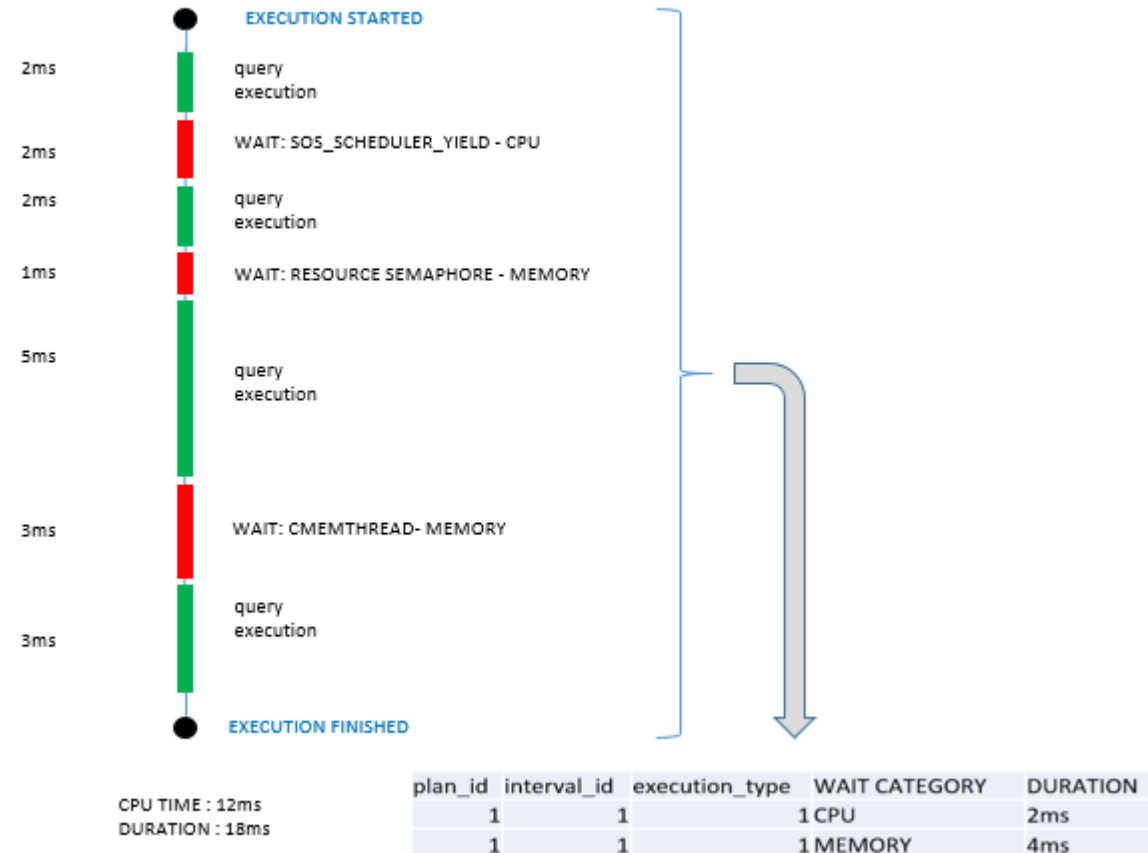 EXECUTION STARTED
2ms
query
execution
2ms
WAIT: SOS_SCHEDULER_YIELD - CPU
2ms
query
execution
1ms
WAIT: RESOURCE SEMAPHORE - MEMORY
5ms
query
execution
3ms
WAIT: CMEMTHREAD- MEMORY
3ms
query
execution
EXECUTION FINISHED
CPU TIME : 12ms
DURATION : 18ms
plan_id interval_id execution_type WAIT CATEGORY DURATION
1 1 1 CPU 2ms
1 1 1 MEMORY 4ms